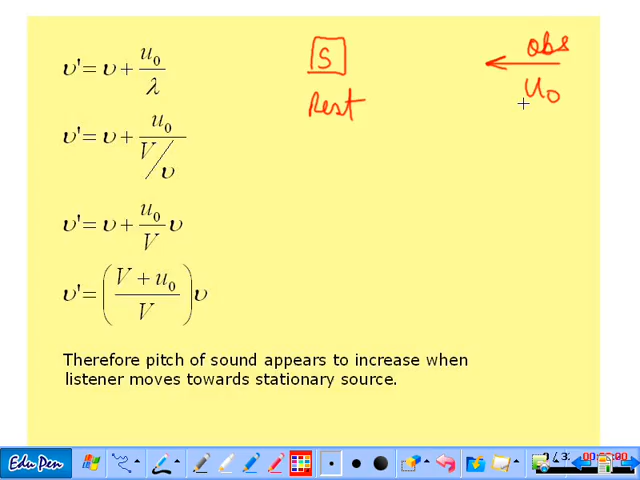 υ' = υ + u₀/λ
υ' = υ + u₀/(V/υ)
υ' = υ + (u₀/V) υ
υ' = ((V + u₀)/V) υ
Therefore pitch of sound appears to increase when
listener moves towards stationary source.
S
Rest
obs
u₀
Edu Pen